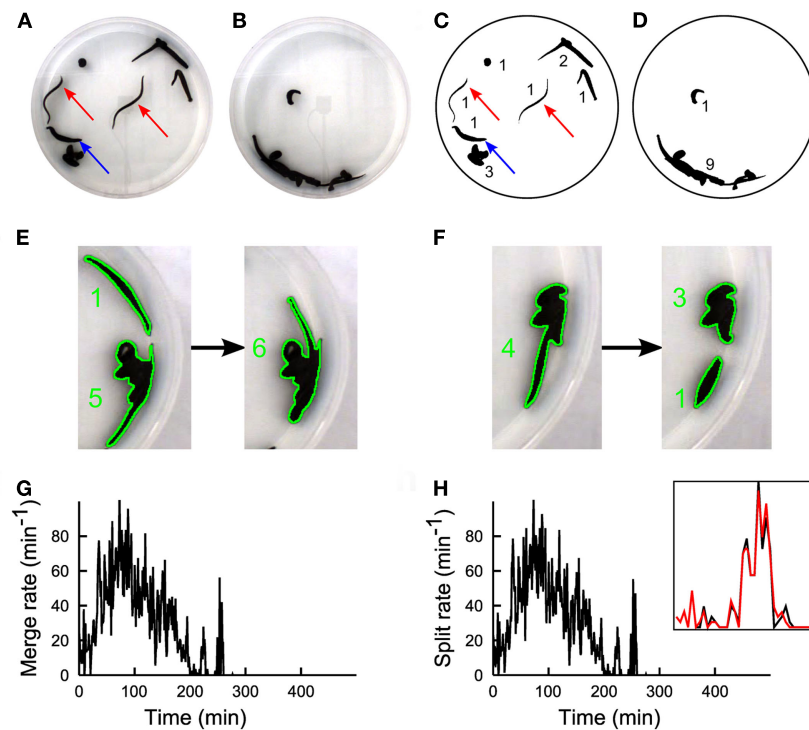 A B C D
1 2 1 1 1 1 3
1 9
E F
1 5 6
4 3 1
G H
Merge rate (min⁻¹)
80
60
40
20
0
0 100 200 300 400
Time (min)
Split rate (min⁻¹)
80
60
40
20
0
0 100 200 300 400
Time (min)